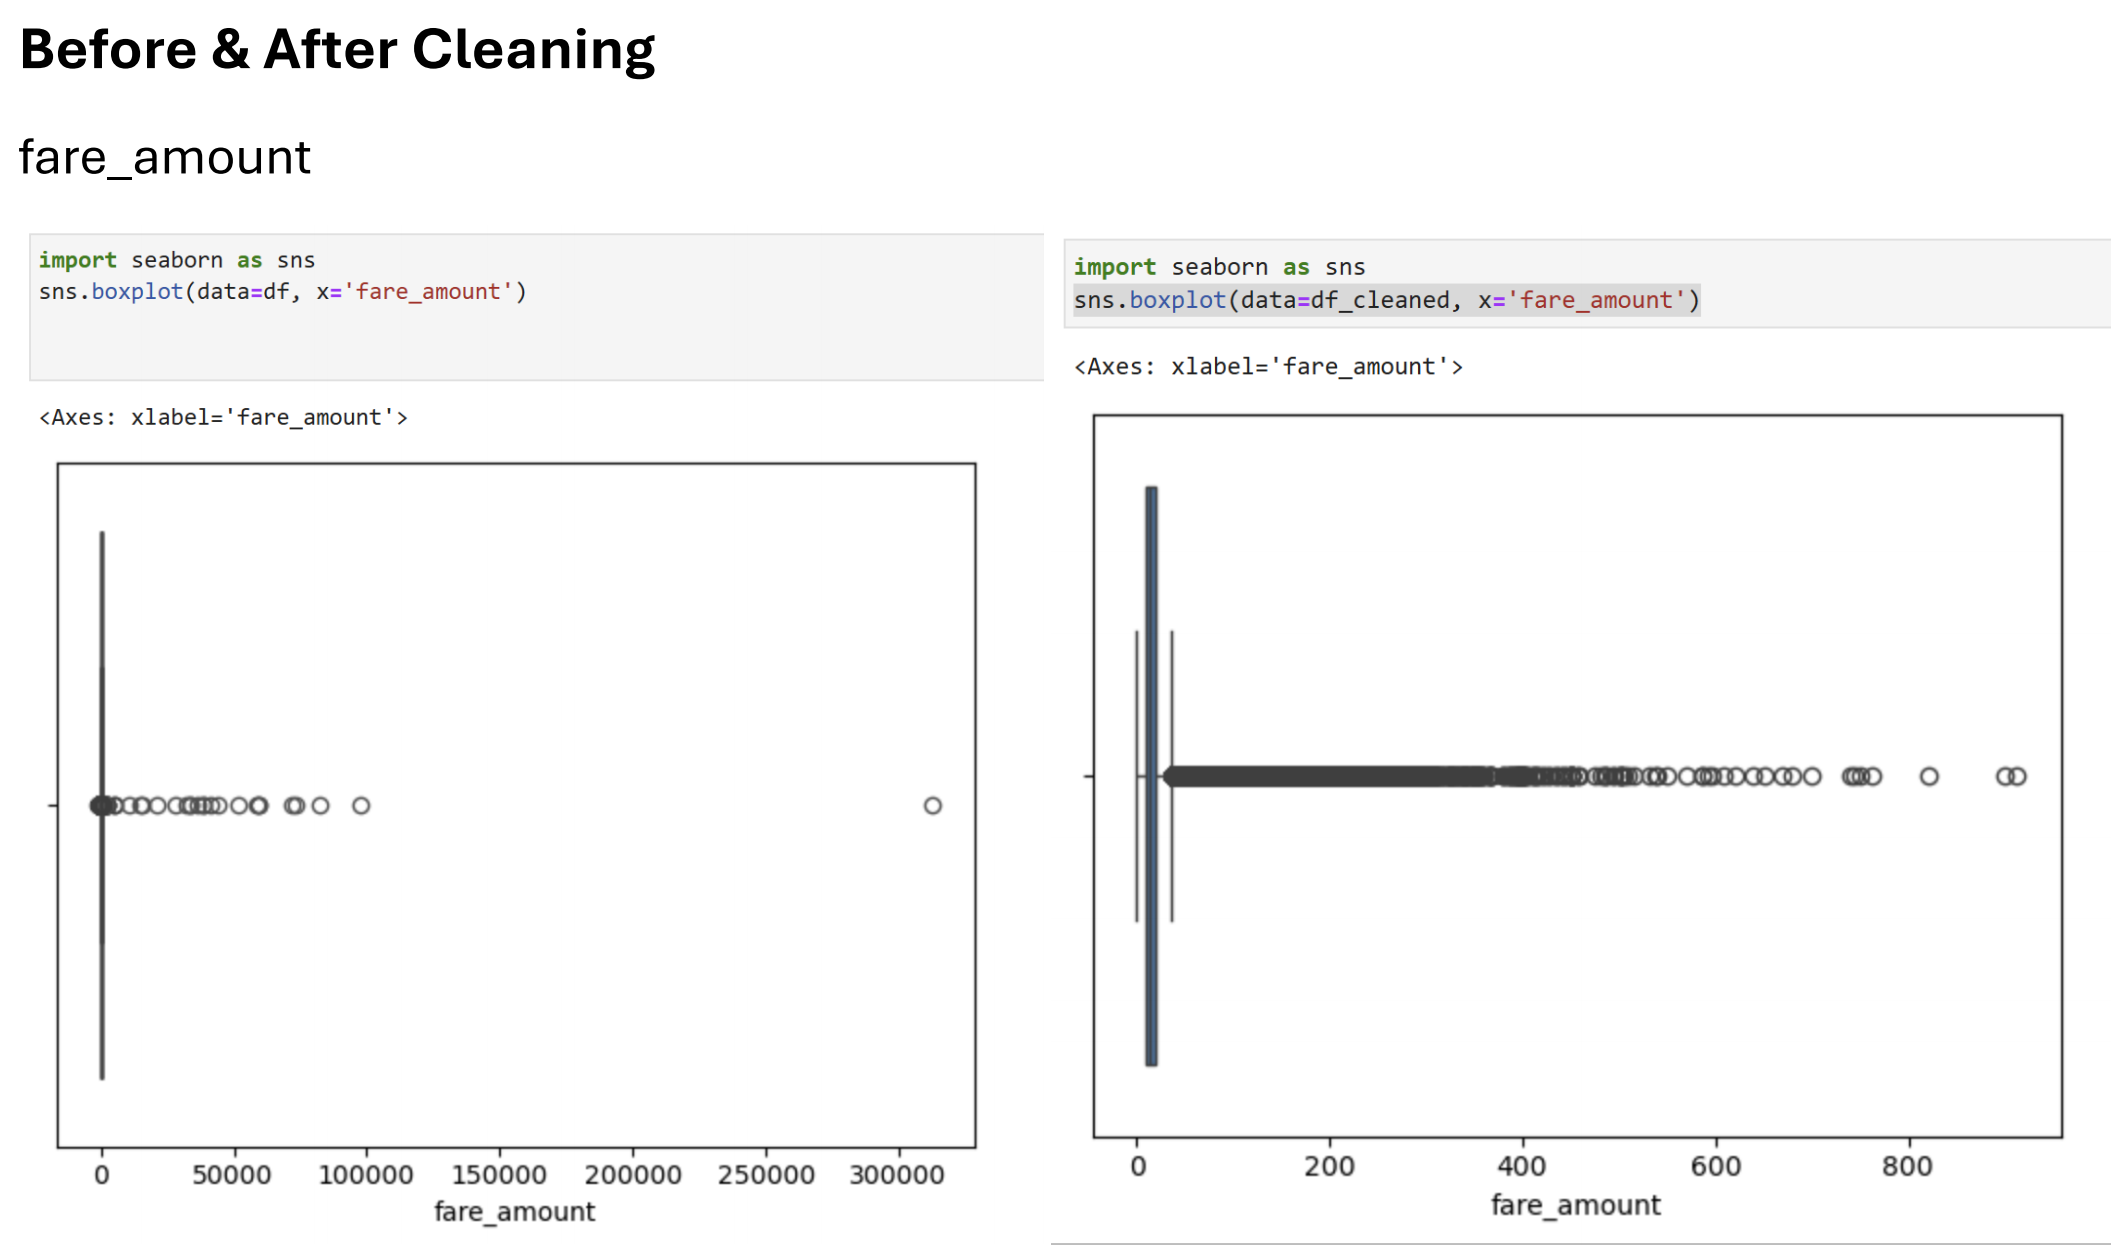 Before & After Cleaning
fare_amount
import seaborn as sns
sns.boxplot(data=df, x='fare_amount')
<Axes: xlabel='fare_amount'>
0 50000 100000 150000 200000 250000 300000
fare_amount
import seaborn as sns
sns.boxplot(data=df_cleaned, x='fare_amount')
<Axes: xlabel='fare_amount'>
0 200 400 600 800
fare_amount